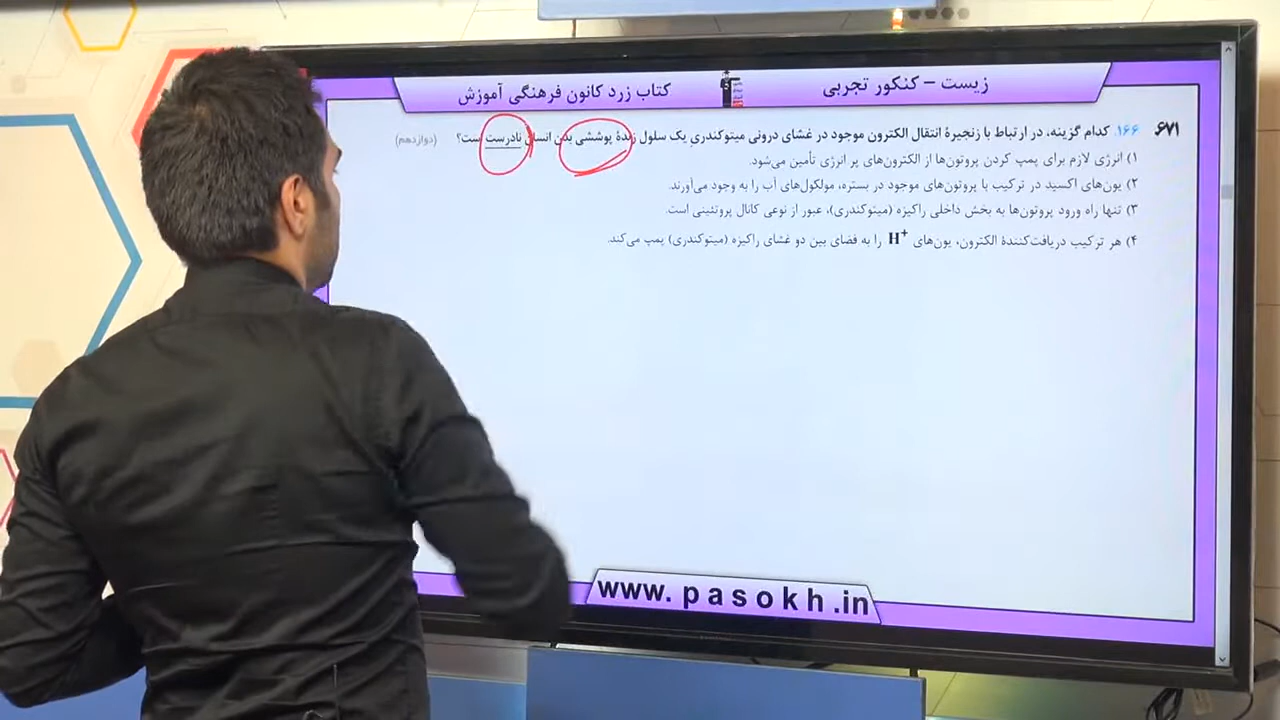 زیست – کنکور تجربی
کتاب زرد کانون فرهنگی آموزش
۶۷۱. ۱۶۶. کدام گزینه، در ارتباط با زنجیرهٔ انتقال الکترون موجود در غشای درونی میتوکندریِ یک سلول زندهٔ پوششی بدن انسان نادرست است؟ (دوازدهم)
۱) انرژی لازم برای پمپ کردن پروتون‌ها از الکترون‌های پر انرژی تأمین می‌شود.
۲) یون‌های اکسید در ترکیب با پروتون‌های موجود در بستره، مولکول‌های آب را به وجود می‌آورند.
۳) تنها راه ورود پروتون‌ها به بخش داخلی راکیزه (میتوکندری)، عبور از نوعی کانال پروتئینی است.
۴) هر ترکیب دریافت‌کنندهٔ الکترون، یون‌های H+ را به فضای بین دو غشای راکیزه (میتوکندری) پمپ می‌کند.
www.pasokh.in